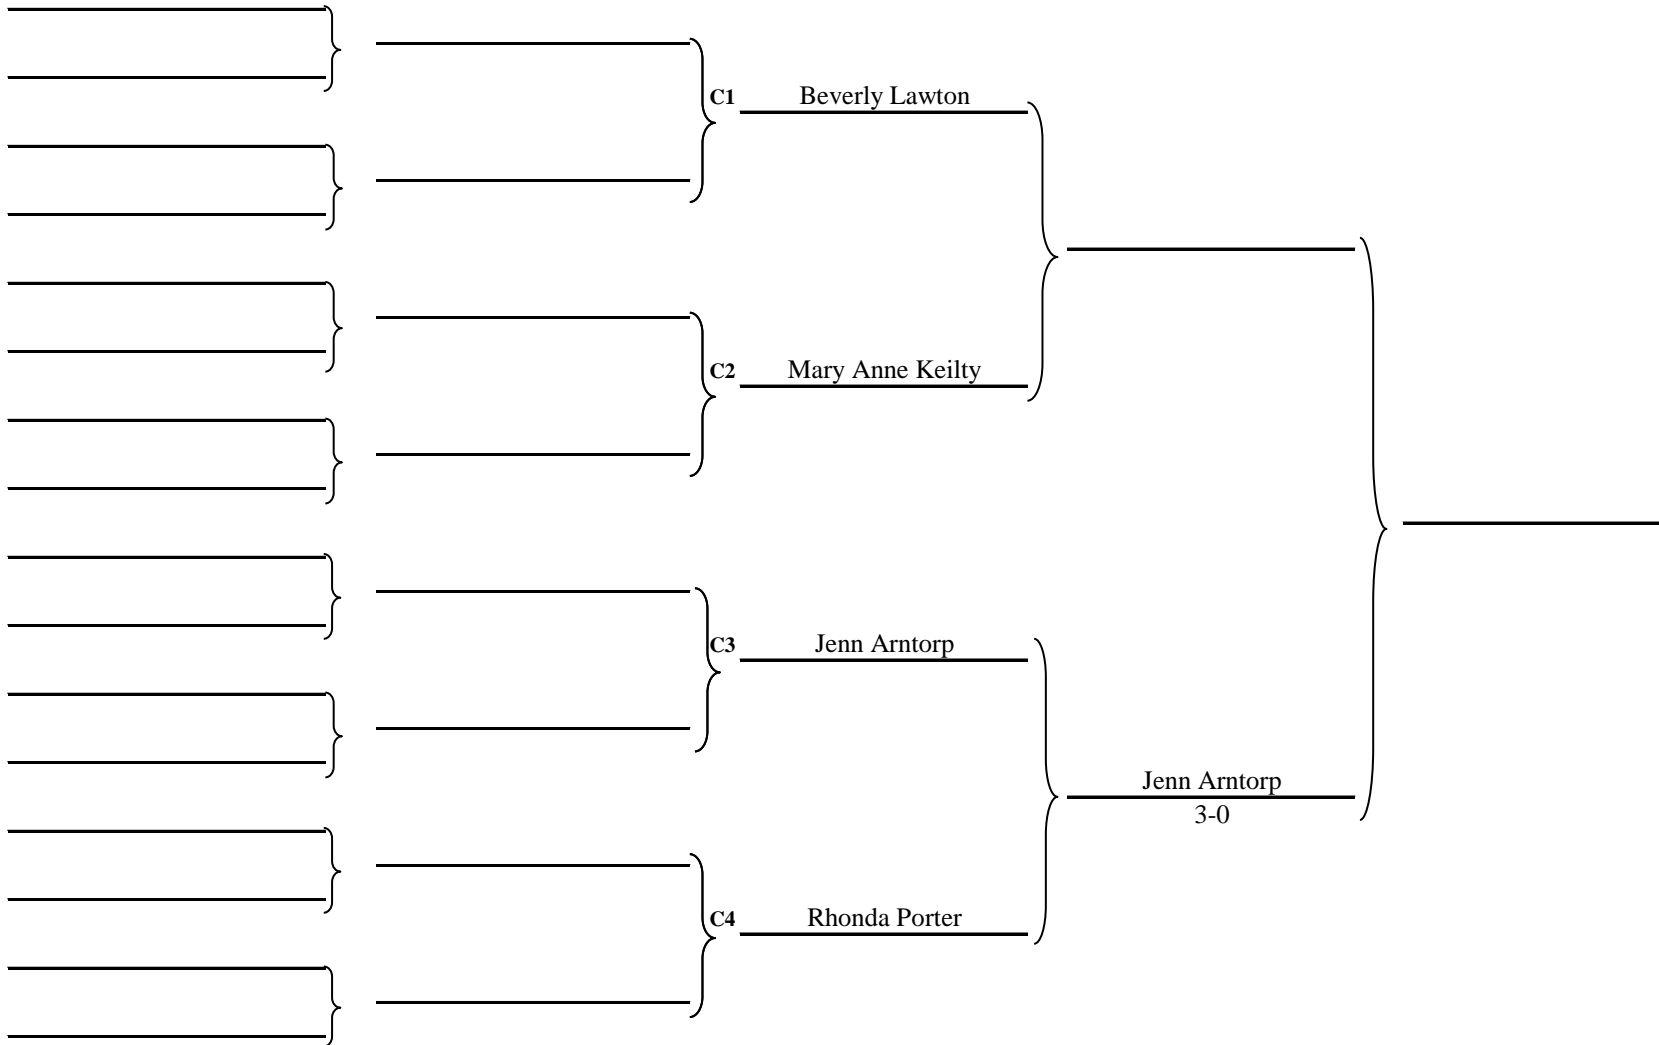 C1 Beverly Lawton
C2 Mary Anne Keilty
C3 Jenn Arntorp
Jenn Arntorp
3-0
C4 Rhonda Porter